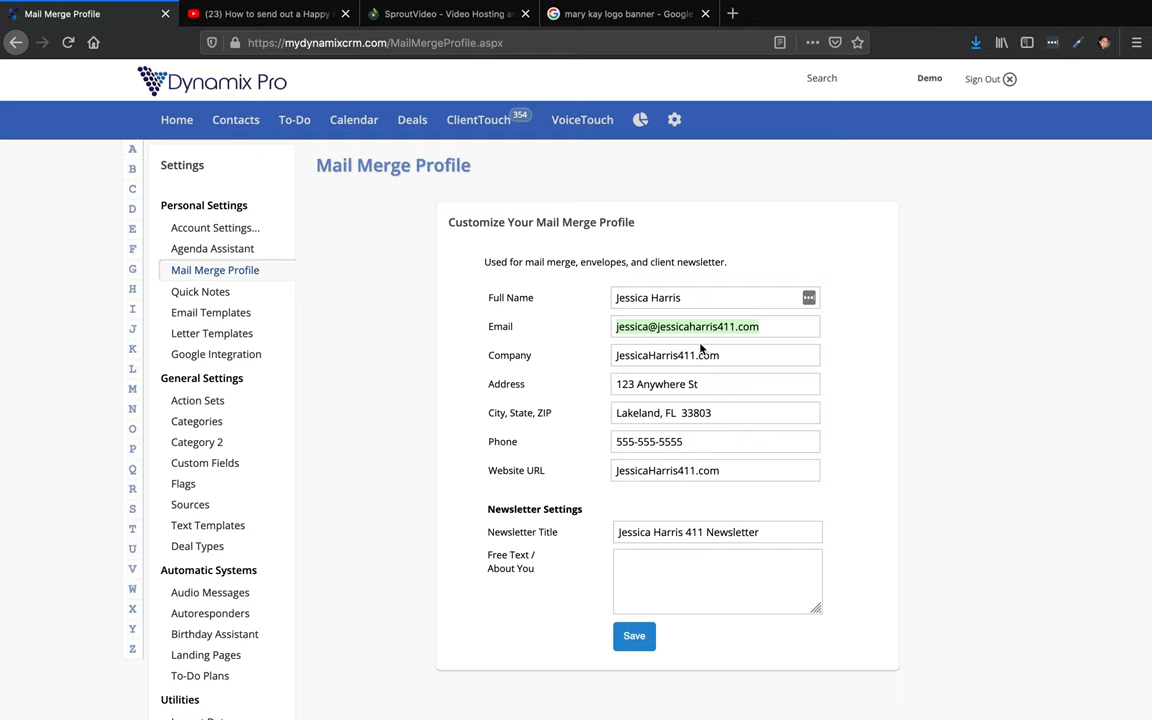 Mail Merge Profile
(23) How to send out a Happy
SproutVideo - Video Hosting a
mary kay logo banner - Google
https://mydynamixcrm.com/MailMergeProfile.aspx
Dynamix Pro
Search
Demo
Sign Out
Home
Contacts
To-Do
Calendar
Deals
ClientTouch
354
VoiceTouch
A
B
C
D
E
F
G
H
I
J
K
L
M
N
O
P
Q
R
S
T
U
V
W
X
Y
Z
Settings
Personal Settings
Account Settings...
Agenda Assistant
Mail Merge Profile
Quick Notes
Email Templates
Letter Templates
Google Integration
General Settings
Action Sets
Categories
Category 2
Custom Fields
Flags
Sources
Text Templates
Deal Types
Automatic Systems
Audio Messages
Autoresponders
Birthday Assistant
Landing Pages
To-Do Plans
Utilities
Mail Merge Profile
Customize Your Mail Merge Profile
Used for mail merge, envelopes, and client newsletter.
Full Name Jessica Harris
Email jessica@jessicaharris411.com
Company JessicaHarris411.com
Address 123 Anywhere St
City, State, ZIP Lakeland, FL 33803
Phone 555-555-5555
Website URL JessicaHarris411.com
Newsletter Settings
Newsletter Title Jessica Harris 411 Newsletter
Free Text /
About You
Save